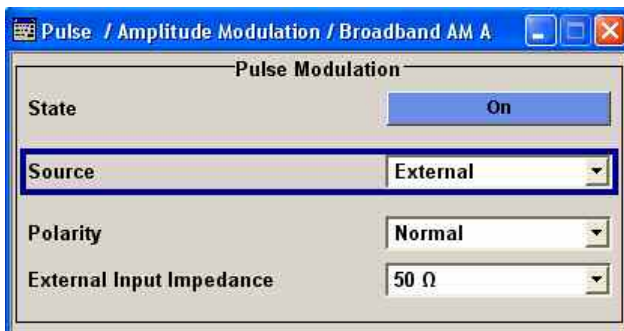 Pulse / Amplitude Modulation / Broadband AM A
Pulse Modulation
State On
Source External
Polarity Normal
External Input Impedance 50 Ω